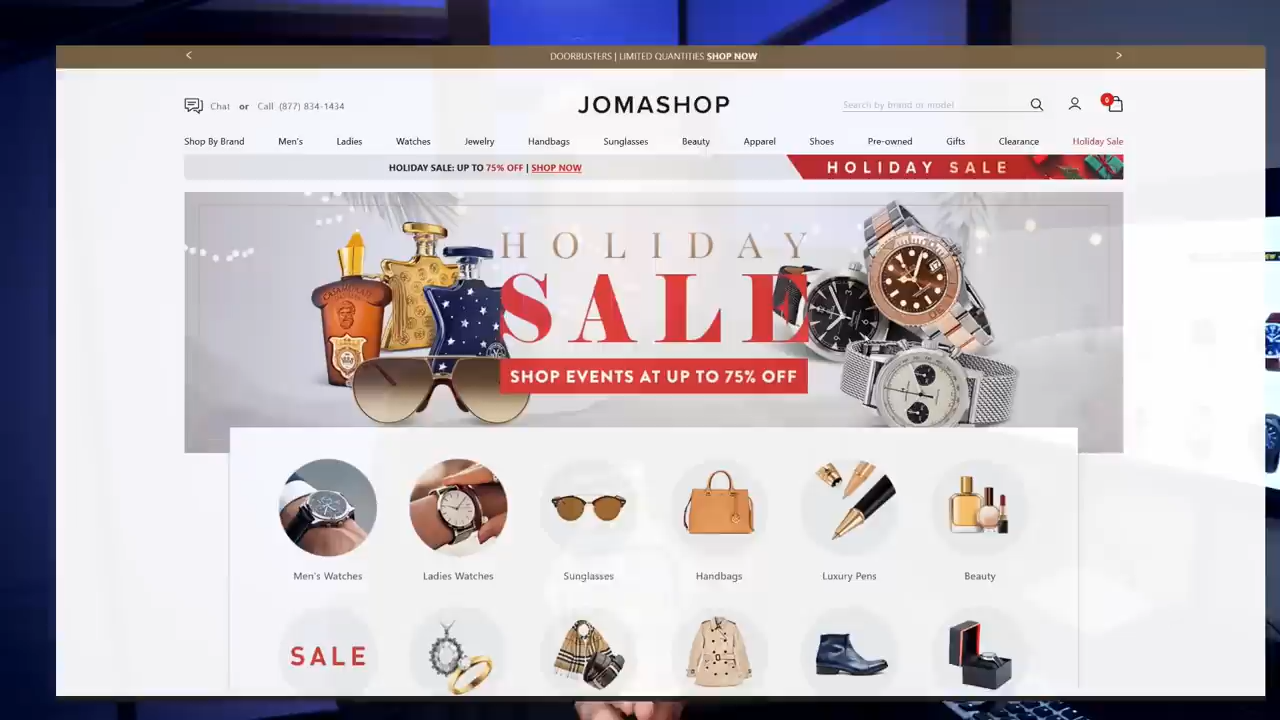 DOORBUSTERS | LIMITED QUANTITIES SHOP NOW
Chat or Call (877) 834-1434
JOMASHOP
Search by brand or model
0
Shop By Brand Men's Ladies Watches Jewelry Handbags Sunglasses Beauty Apparel Shoes Pre-owned Gifts Clearance Holiday Sale
HOLIDAY SALE: UP TO 75% OFF | SHOP NOW
HOLIDAY SALE
HOLIDAY
SALE
SHOP EVENTS AT UP TO 75% OFF
Men's Watches Ladies Watches Sunglasses Handbags Luxury Pens Beauty
SALE